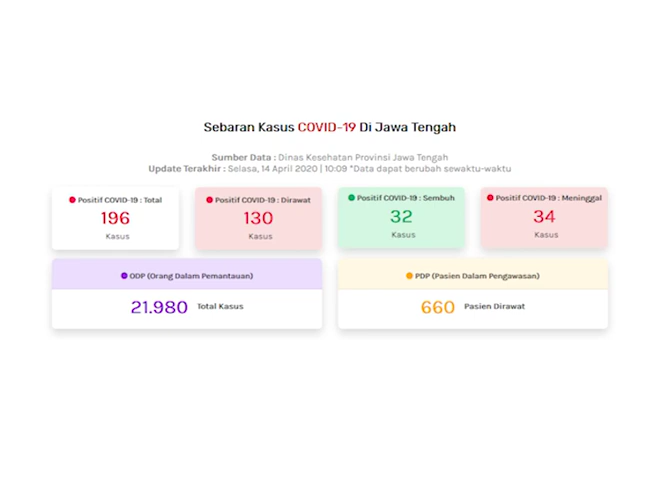 Sebaran Kasus COVID-19 Di Jawa Tengah
Sumber Data : Dinas Kesehatan Provinsi Jawa Tengah
Update Terakhir : Selasa, 14 April 2020 | 10:09 *Data dapat berubah sewaktu-waktu
Positif COVID-19 : Total
196
Kasus
Positif COVID-19 : Dirawat
130
Kasus
Positif COVID-19 : Sembuh
32
Kasus
Positif COVID-19 : Meninggal
34
Kasus
ODP (Orang Dalam Pemantauan)
21.980 Total Kasus
PDP (Pasien Dalam Pengawasan)
660 Pasien Dirawat